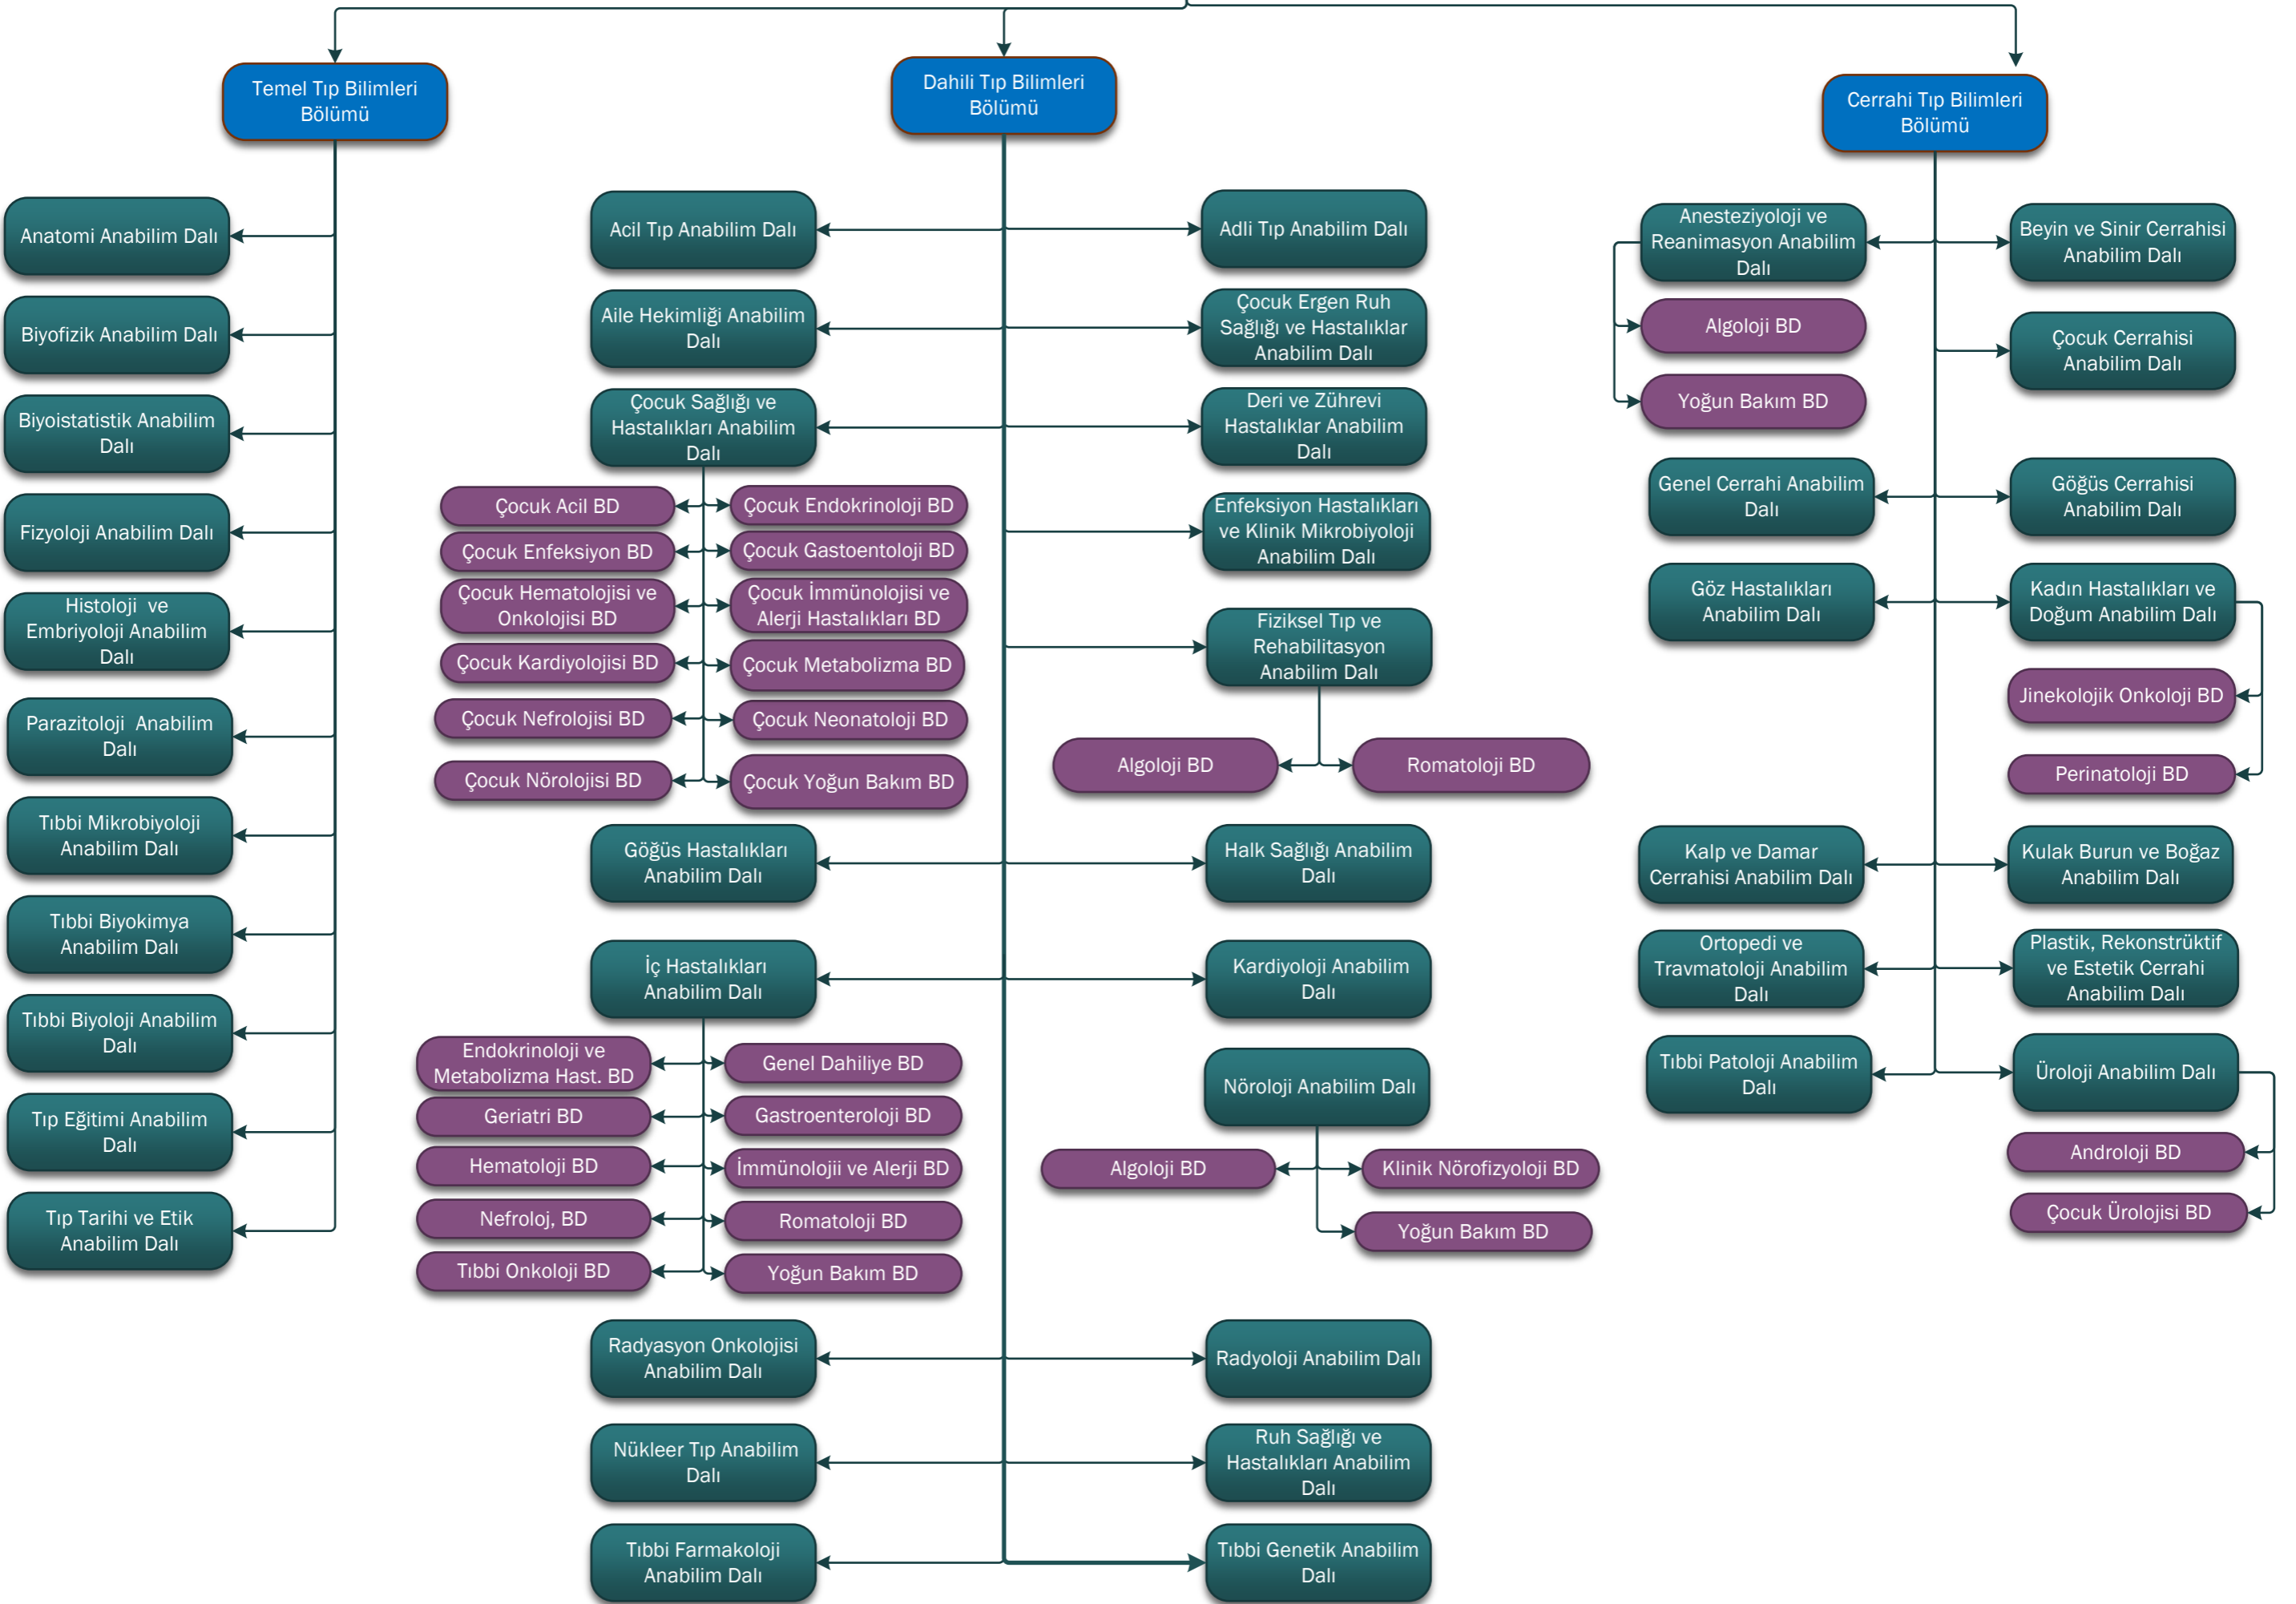 Temel Tıp Bilimleri
Bölümü
Anatomi Anabilim Dalı
Biyofizik Anabilim Dalı
Biyoistatistik Anabilim
Dalı
Fizyoloji Anabilim Dalı
Histoloji ve
Embriyoloji Anabilim
Dalı
Parazitoloji Anabilim
Dalı
Tıbbi Mikrobiyoloji
Anabilim Dalı
Tıbbi Biyokimya
Anabilim Dalı
Tıbbi Biyoloji Anabilim
Dalı
Tıp Eğitimi Anabilim
Dalı
Tıp Tarihi ve Etik
Anabilim Dalı
Dahili Tıp Bilimleri
Bölümü
Acil Tıp Anabilim Dalı
Adli Tıp Anabilim Dalı
Aile Hekimliği Anabilim
Dalı
Çocuk Ergen Ruh
Sağlığı ve Hastalıklar
Anabilim Dalı
Çocuk Sağlığı ve
Hastalıkları Anabilim
Dalı
Deri ve Zührevi
Hastalıklar Anabilim
Dalı
Çocuk Acil BD
Çocuk Endokrinoloji BD
Çocuk Enfeksiyon BD
Çocuk Gastoentoloji BD
Çocuk Hematolojisi ve
Onkolojisi BD
Çocuk İmmünolojisi ve
Alerji Hastalıkları BD
Çocuk Kardiyolojisi BD
Çocuk Metabolizma BD
Çocuk Nefrolojisi BD
Çocuk Neonatoloji BD
Çocuk Nörolojisi BD
Çocuk Yoğun Bakım BD
Enfeksiyon Hastalıkları
ve Klinik Mikrobiyoloji
Anabilim Dalı
Fiziksel Tıp ve
Rehabilitasyon
Anabilim Dalı
Algoloji BD
Romatoloji BD
Göğüs Hastalıkları
Anabilim Dalı
Halk Sağlığı Anabilim
Dalı
İç Hastalıkları
Anabilim Dalı
Kardiyoloji Anabilim
Dalı
Endokrinoloji ve
Metabolizma Hast. BD
Genel Dahiliye BD
Geriatri BD
Gastroenteroloji BD
Hematoloji BD
İmmünolojii ve Alerji BD
Nefroloj, BD
Romatoloji BD
Tıbbi Onkoloji BD
Yoğun Bakım BD
Nöroloji Anabilim Dalı
Algoloji BD
Klinik Nörofizyoloji BD
Yoğun Bakım BD
Radyasyon Onkolojisi
Anabilim Dalı
Radyoloji Anabilim Dalı
Nükleer Tıp Anabilim
Dalı
Ruh Sağlığı ve
Hastalıkları Anabilim
Dalı
Tıbbi Farmakoloji
Anabilim Dalı
Tıbbi Genetik Anabilim
Dalı
Cerrahi Tıp Bilimleri
Bölümü
Anesteziyoloji ve
Reanimasyon Anabilim
Dalı
Beyin ve Sinir Cerrahisi
Anabilim Dalı
Algoloji BD
Yoğun Bakım BD
Çocuk Cerrahisi
Anabilim Dalı
Genel Cerrahi Anabilim
Dalı
Göğüs Cerrahisi
Anabilim Dalı
Göz Hastalıkları
Anabilim Dalı
Kadın Hastalıkları ve
Doğum Anabilim Dalı
Jinekolojik Onkoloji BD
Perinatoloji BD
Kalp ve Damar
Cerrahisi Anabilim Dalı
Kulak Burun ve Boğaz
Anabilim Dalı
Ortopedi ve
Travmatoloji Anabilim
Dalı
Plastik, Rekonstrüktif
ve Estetik Cerrahi
Anabilim Dalı
Tıbbi Patoloji Anabilim
Dalı
Üroloji Anabilim Dalı
Androloji BD
Çocuk Ürolojisi BD